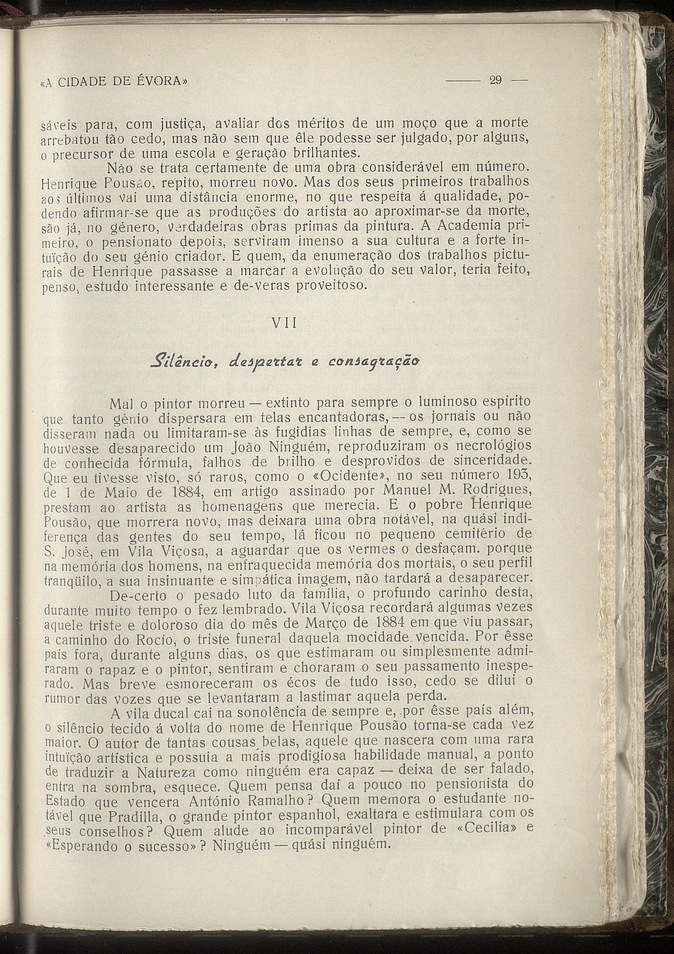 «A CIDADE DE ÉVORA» 29
sáveis para, com justiça, avaliar dos méritos de um moço que a morte
arrebatou tão cedo, mas não sem que êle podesse ser julgado, por alguns,
o precursor de uma escola e geração brilhantes.
Não se trata certamente de uma obra considerável em número.
Henrique Pousão, repito, morreu novo. Mas dos seus primeiros trabalhos
aos últimos vai uma distância enorme, no que respeita á qualidade, po-
dendo afirmar-se que as produções do artista ao aproximar-se da morte,
são já, no género, verdadeiras obras primas da pintura. A Academia pri-
meiro, o pensionato depois, serviram imenso a sua cultura e a forte in-
tuïção do seu génio criador. E quem, da enumeração dos trabalhos pictu-
rais de Henrique passasse a marcar a evolução do seu valor, teria feito,
penso, estudo interessante e de-veras proveitoso.
VII
Silêncio, despertar e consagração
Mal o pintor morreu — extinto para sempre o luminoso espírito
que tanto génio dispersara em telas encantadoras, — os jornais ou não
disseram nada ou limitaram-se às fugidias linhas de sempre, e, como se
houvesse desaparecido um João Ninguém, reproduziram os necrológios
de conhecida fórmula, falhos de brilho e desprovidos de sinceridade.
Que eu tivesse visto, só raros, como o «Ocidente», no seu número 193,
de 1 de Maio de 1884, em artigo assinado por Manuel M. Rodrigues,
prestam ao artista as homenagens que merecia. E o pobre Henrique
Pousão, que morrera novo, mas deixara uma obra notável, na quási indi-
ferença das gentes do seu tempo, lá ficou no pequeno cemitério de
S. José, em Vila Viçosa, a aguardar que os vermes o desfaçam. porque
na memória dos homens, na enfraquecida memória dos mortais, o seu perfil
tranqüilo, a sua insinuante e simpática imagem, não tardará a desaparecer.
De-certo o pesado luto da família, o profundo carinho desta,
durante muito tempo o fez lembrado. Vila Viçosa recordará algumas vezes
aquele triste e doloroso dia do mês de Março de 1884 em que viu passar,
a caminho do Rocío, o triste funeral daquela mocidade vencida. Por êsse
país fora, durante alguns dias, os que estimaram ou simplesmente admi-
raram o rapaz e o pintor, sentiram e choraram o seu passamento inespe-
rado. Mas breve esmoreceram os écos de tudo isso, cedo se diluí o
rumor das vozes que se levantaram a lastimar aquela perda.
A vila ducal cai na sonolência de sempre e, por êsse país além,
o silêncio tecido á volta do nome de Henrique Pousão torna-se cada vez
maior. O autor de tantas cousas belas, aquele que nascera com uma rara
intuïção artística e possuia a mais prodigiosa habilidade manual, a ponto
de traduzir a Natureza como ninguém era capaz — deixa de ser falado,
entra na sombra, esquece. Quem pensa daí a pouco no pensionista do
Estado que vencera António Ramalho? Quem memora o estudante no-
tável que Pradilla, o grande pintor espanhol, exaltara e estimulara com os
seus conselhos? Quem alude ao incomparável pintor de «Cecilia» e
«Esperando o sucesso»? Ninguém — quási ninguém.